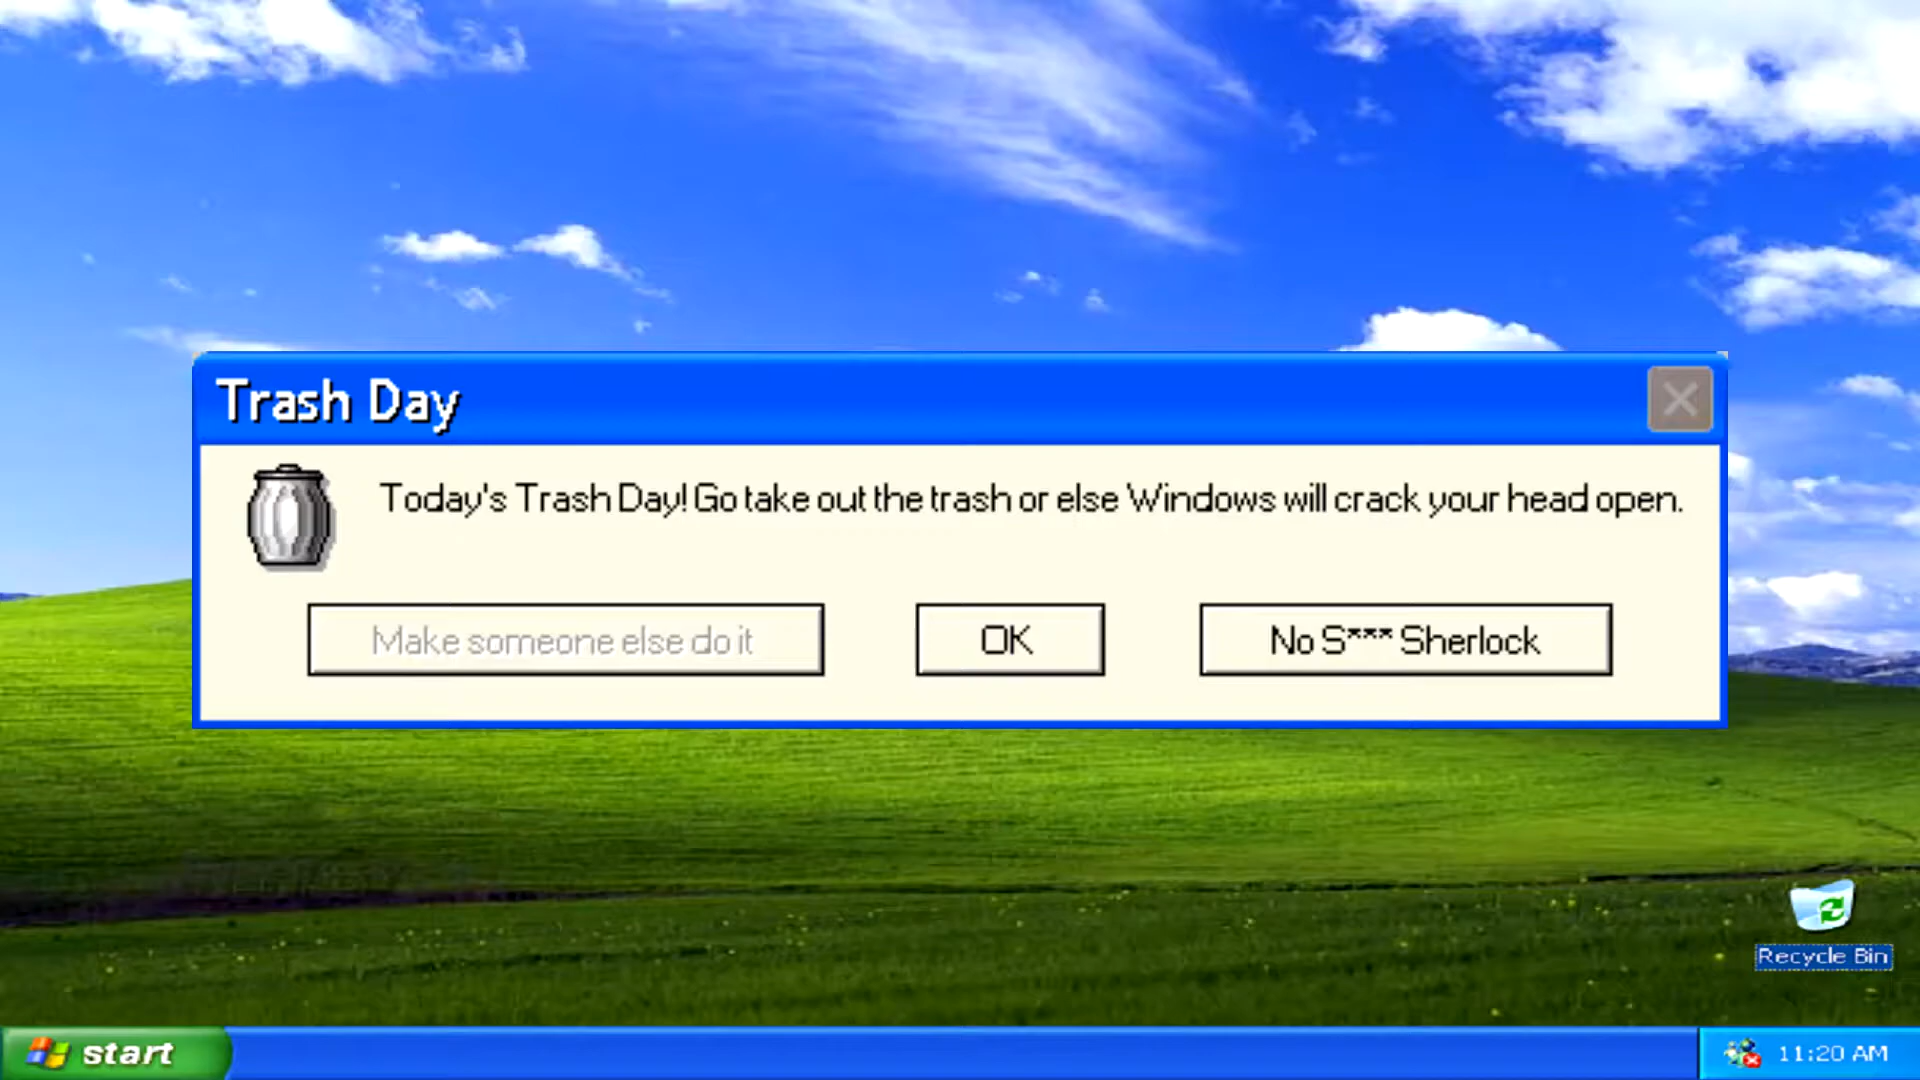 Trash Day
Today's Trash Day! Go take out the trash or else Windows will crack your head open.
Make someone else do it
OK
No S*** Sherlock
Recycle Bin
start
11:20 AM